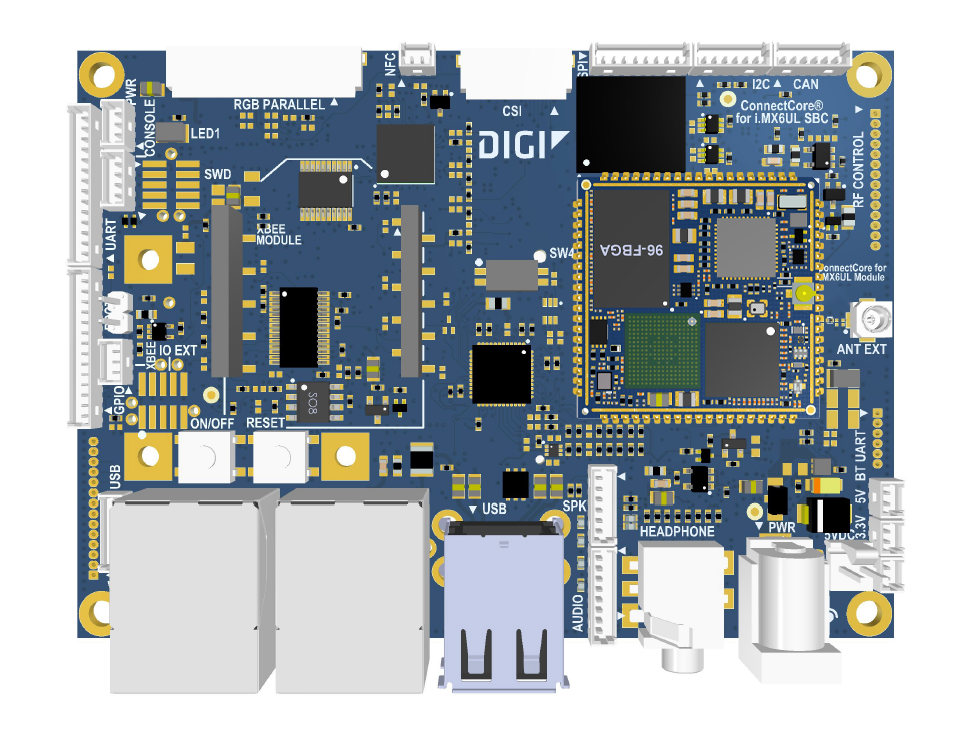 NFC
SPI
RGB PARALLEL
CSI
I2C
CAN
PWR
CONSOLE
LED1
ConnectCore®
for i.MX6UL SBC
DIGI
RF CONTROL
SWD
UART
XBEE
MODULE
SW4
96-FBGA
ConnectCore for
MX6UL Module
XBEE
IO EXT
ANT EXT
GPIO
SO8
ON/OFF
RESET
USB
BT UART
5V
USB
SPK
HEADPHONE
PWR
3.3V
5VDC
AUDIO